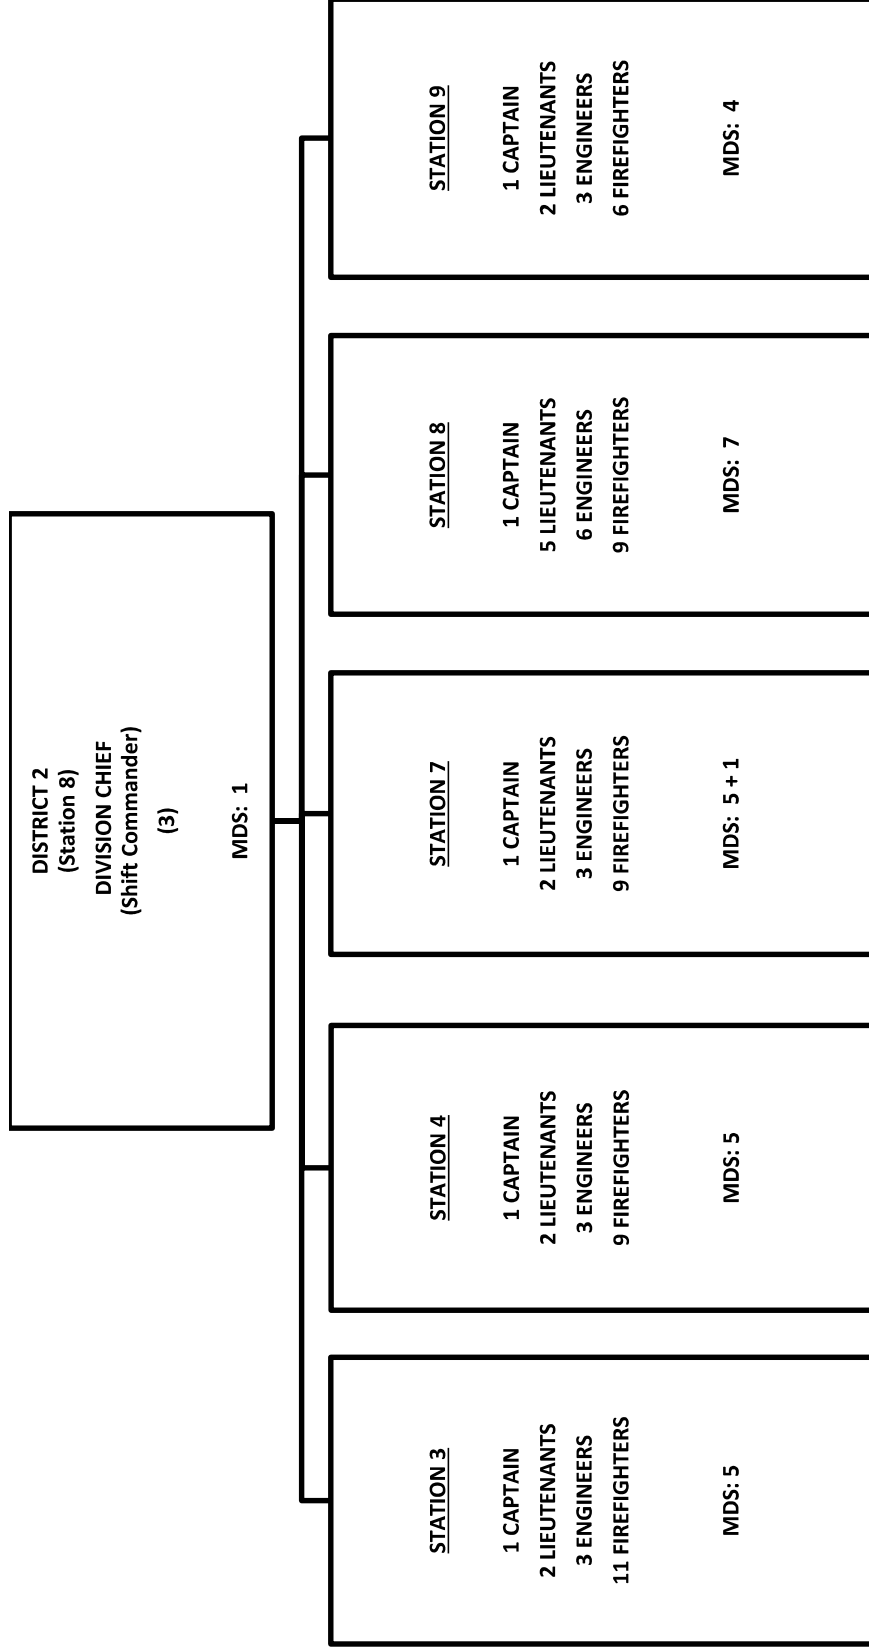 DISTRICT 2
(Station 8)
DIVISION CHIEF
(Shift Commander)
(3)
MDS: 1
STATION 3
1 CAPTAIN
2 LIEUTENANTS
3 ENGINEERS
11 FIREFIGHTERS
MDS: 5
STATION 4
1 CAPTAIN
2 LIEUTENANTS
3 ENGINEERS
9 FIREFIGHTERS
MDS: 5
STATION 7
1 CAPTAIN
2 LIEUTENANTS
3 ENGINEERS
9 FIREFIGHTERS
MDS: 5 + 1
STATION 8
1 CAPTAIN
5 LIEUTENANTS
6 ENGINEERS
9 FIREFIGHTERS
MDS: 7
STATION 9
1 CAPTAIN
2 LIEUTENANTS
3 ENGINEERS
6 FIREFIGHTERS
MDS: 4